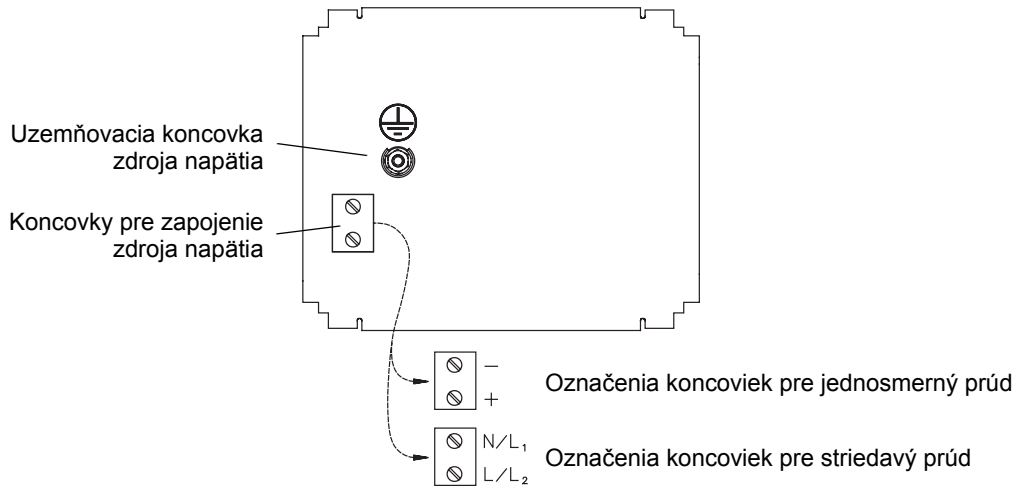 Uzemňovacia koncovka
zdroja napätia
Koncovky pre zapojenie
zdroja napätia
−
+
Označenia koncoviek pre jednosmerný prúd
N/L₁
L/L₂
Označenia koncoviek pre striedavý prúd